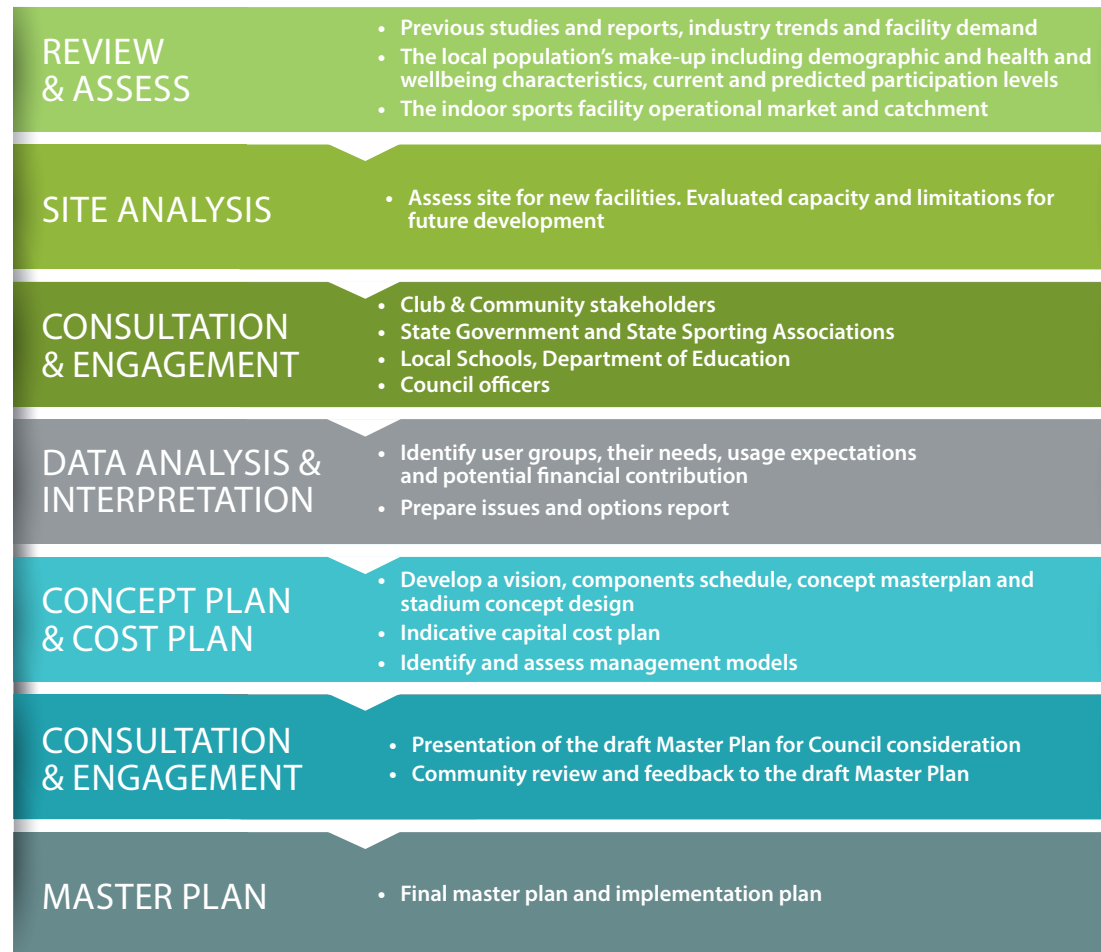 REVIEW
& ASSESS
• Previous studies and reports, industry trends and facility demand
• The local population’s make-up including demographic and health and
wellbeing characteristics, current and predicted participation levels
• The indoor sports facility operational market and catchment
SITE ANALYSIS
• Assess site for new facilities. Evaluated capacity and limitations for
future development
CONSULTATION
& ENGAGEMENT
• Club & Community stakeholders
• State Government and State Sporting Associations
• Local Schools, Department of Education
• Council officers
DATA ANALYSIS &
INTERPRETATION
• Identify user groups, their needs, usage expectations
and potential financial contribution
• Prepare issues and options report
CONCEPT PLAN
& COST PLAN
• Develop a vision, components schedule, concept masterplan and
stadium concept design
• Indicative capital cost plan
• Identify and assess management models
CONSULTATION
& ENGAGEMENT
• Presentation of the draft Master Plan for Council consideration
• Community review and feedback to the draft Master Plan
MASTER PLAN
• Final master plan and implementation plan